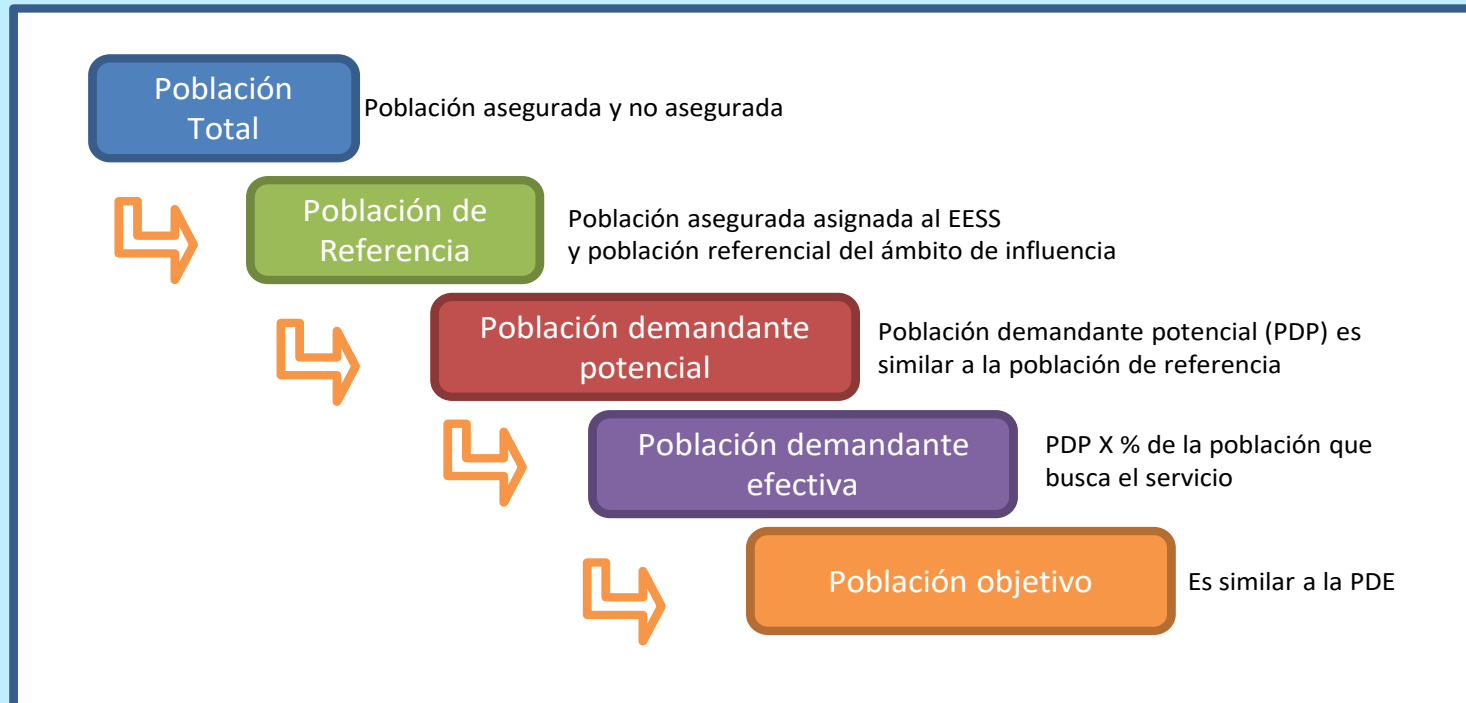 Población
Total
Población asegurada y no asegurada
Población de
Referencia
Población asegurada asignada al EESS
y población referencial del ámbito de influencia
Población demandante
potencial
Población demandante potencial (PDP) es
similar a la población de referencia
Población demandante
efectiva
PDP X % de la población que
busca el servicio
Población objetivo
Es similar a la PDE